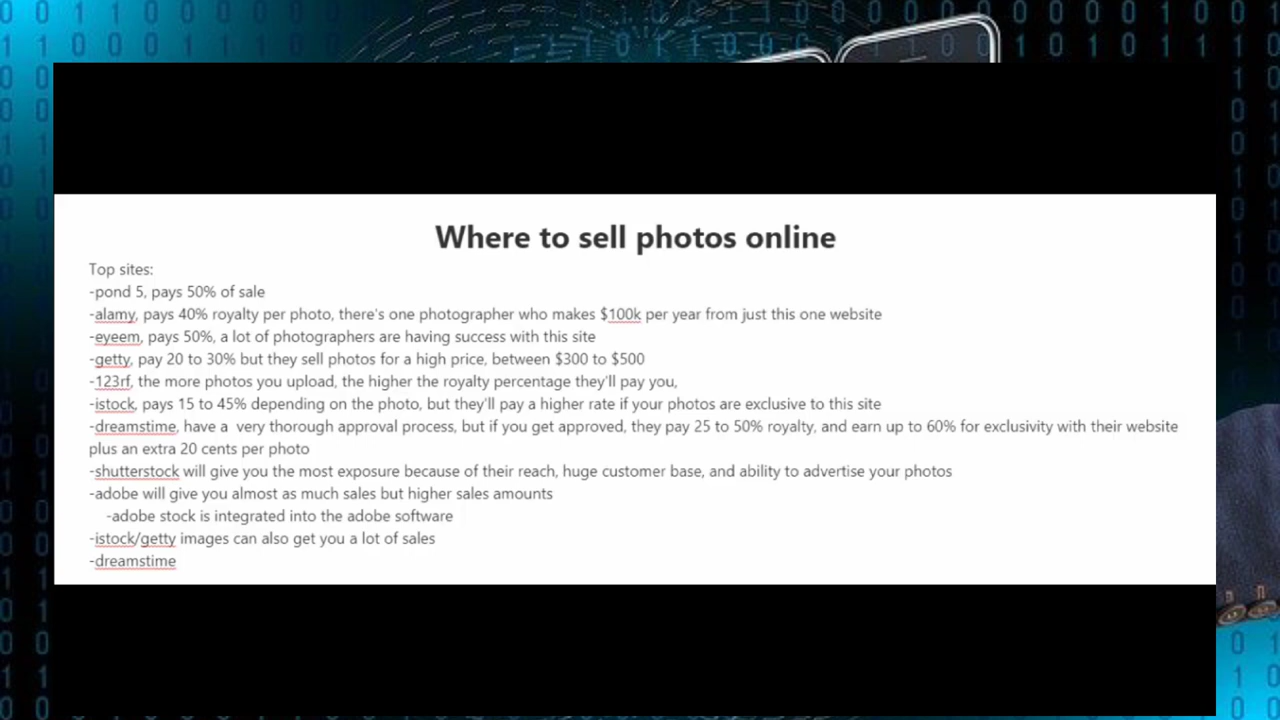 Where to sell photos online
Top sites:
-pond 5, pays 50% of sale
-alamy, pays 40% royalty per photo, there's one photographer who makes $100k per year from just this one website
-eyeem, pays 50%, a lot of photographers are having success with this site
-getty, pay 20 to 30% but they sell photos for a high price, between $300 to $500
-123rf, the more photos you upload, the higher the royalty percentage they'll pay you,
-istock, pays 15 to 45% depending on the photo, but they'll pay a higher rate if your photos are exclusive to this site
-dreamstime, have a  very thorough approval process, but if you get approved, they pay 25 to 50% royalty, and earn up to 60% for exclusivity with their website
plus an extra 20 cents per photo
-shutterstock will give you the most exposure because of their reach, huge customer base, and ability to advertise your photos
-adobe will give you almost as much sales but higher sales amounts
-adobe stock is integrated into the adobe software
-istock/getty images can also get you a lot of sales
-dreamstime